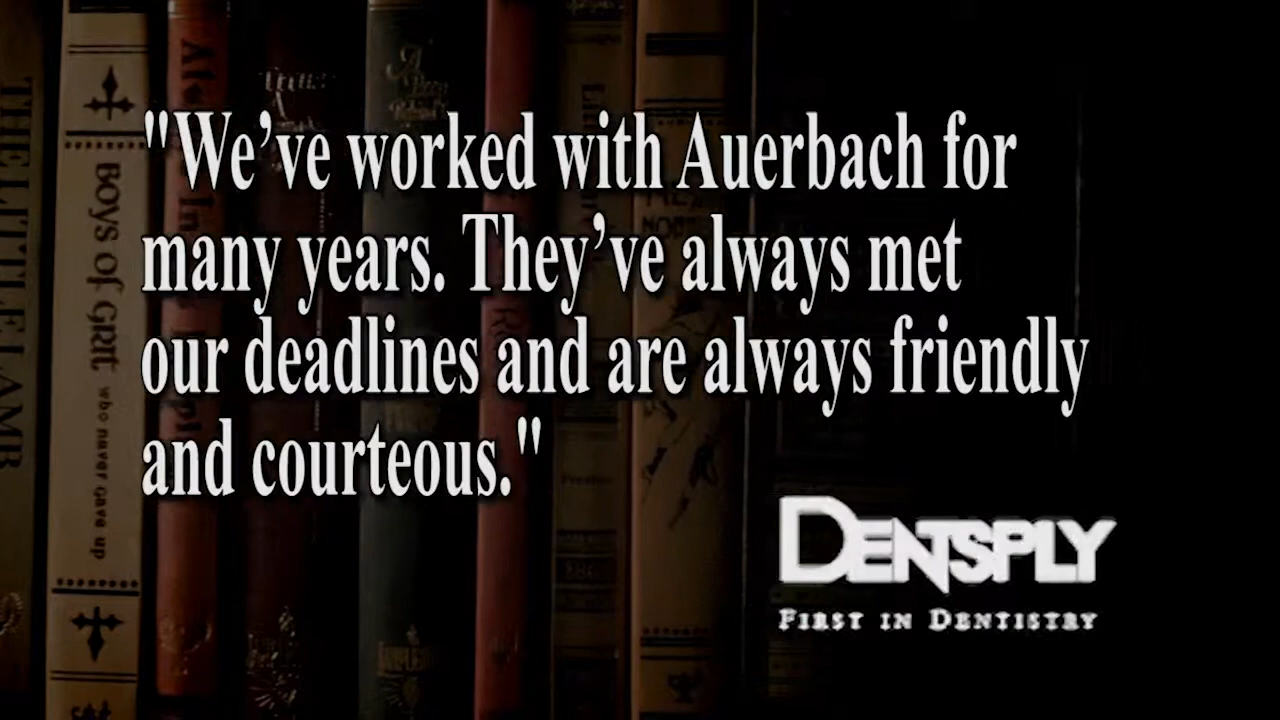 "We’ve worked with Auerbach for
many years. They’ve always met
our deadlines and are always friendly
and courteous."
DENTSPLY
FIRST IN DENTISTRY
THE LITTLE LAMB
BOYS OF GRIT who never gave up